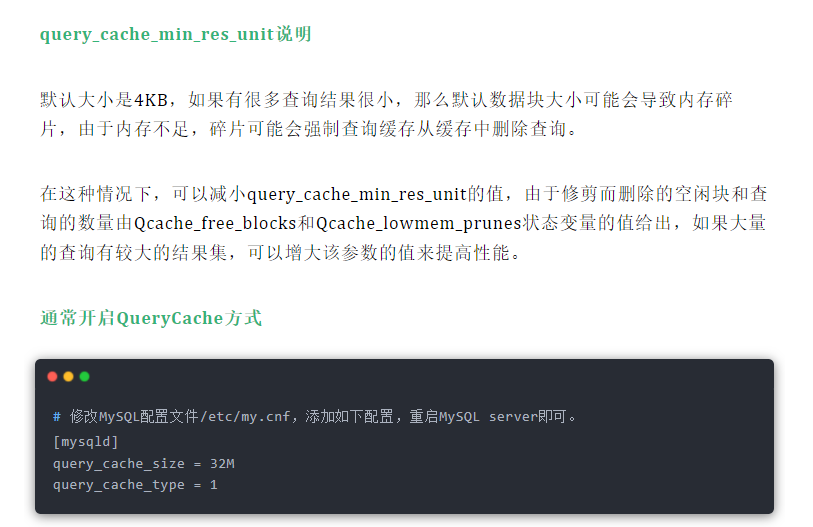 query_cache_min_res_unit说明
默认大小是4KB，如果有很多查询结果很小，那么默认数据块大小可能会导致内存碎
片，由于内存不足，碎片可能会强制查询缓存从缓存中删除查询。
在这种情况下，可以减小query_cache_min_res_unit的值，由于修剪而删除的空闲块和查
询的数量由Qcache_free_blocks和Qcache_lowmem_prunes状态变量的值给出，如果大量
的查询有较大的结果集，可以增大该参数的值来提高性能。
通常开启QueryCache方式
# 修改MySQL配置文件/etc/my.cnf，添加如下配置，重启MySQL server即可。
[mysqld]
query_cache_size = 32M
query_cache_type = 1